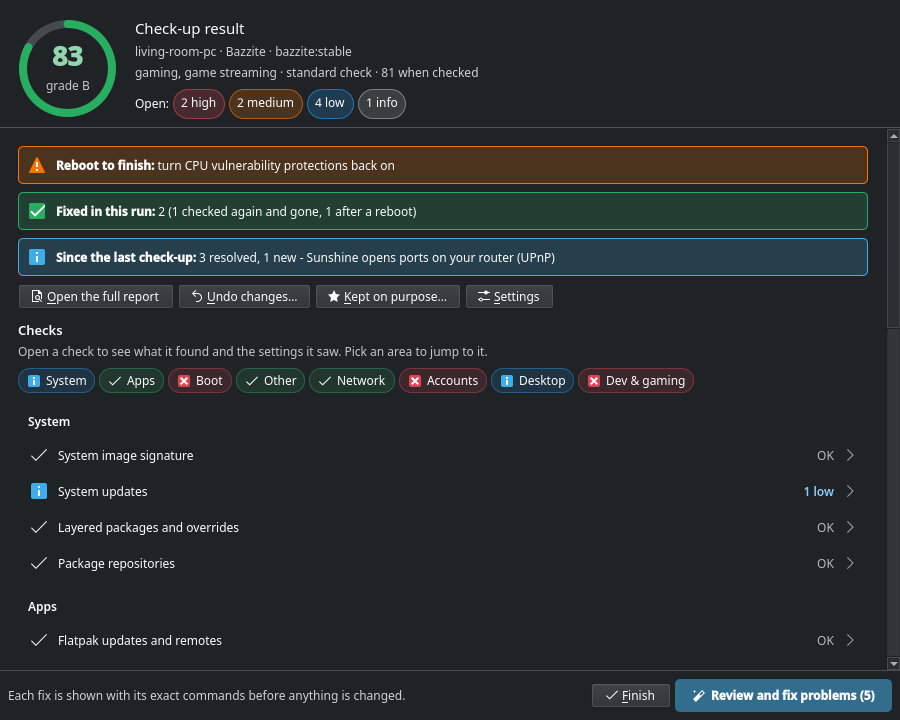 83
grade B
Check-up result
living-room-pc · Bazzite · bazzite:stable
gaming, game streaming · standard check · 81 when checked
Open: 2 high 2 medium 4 low 1 info
Reboot to finish: turn CPU vulnerability protections back on
Fixed in this run: 2 (1 checked again and gone, 1 after a reboot)
Since the last check-up: 3 resolved, 1 new - Sunshine opens ports on your router (UPnP)
Open the full report Undo changes... Kept on purpose... Settings
Checks
Open a check to see what it found and the settings it saw. Pick an area to jump to it.
System Apps Boot Other Network Accounts Desktop Dev & gaming
System
System image signature OK
System updates 1 low
Layered packages and overrides OK
Package repositories OK
Apps
Flatpak updates and remotes OK
Each fix is shown with its exact commands before anything is changed. Finish Review and fix problems (5)